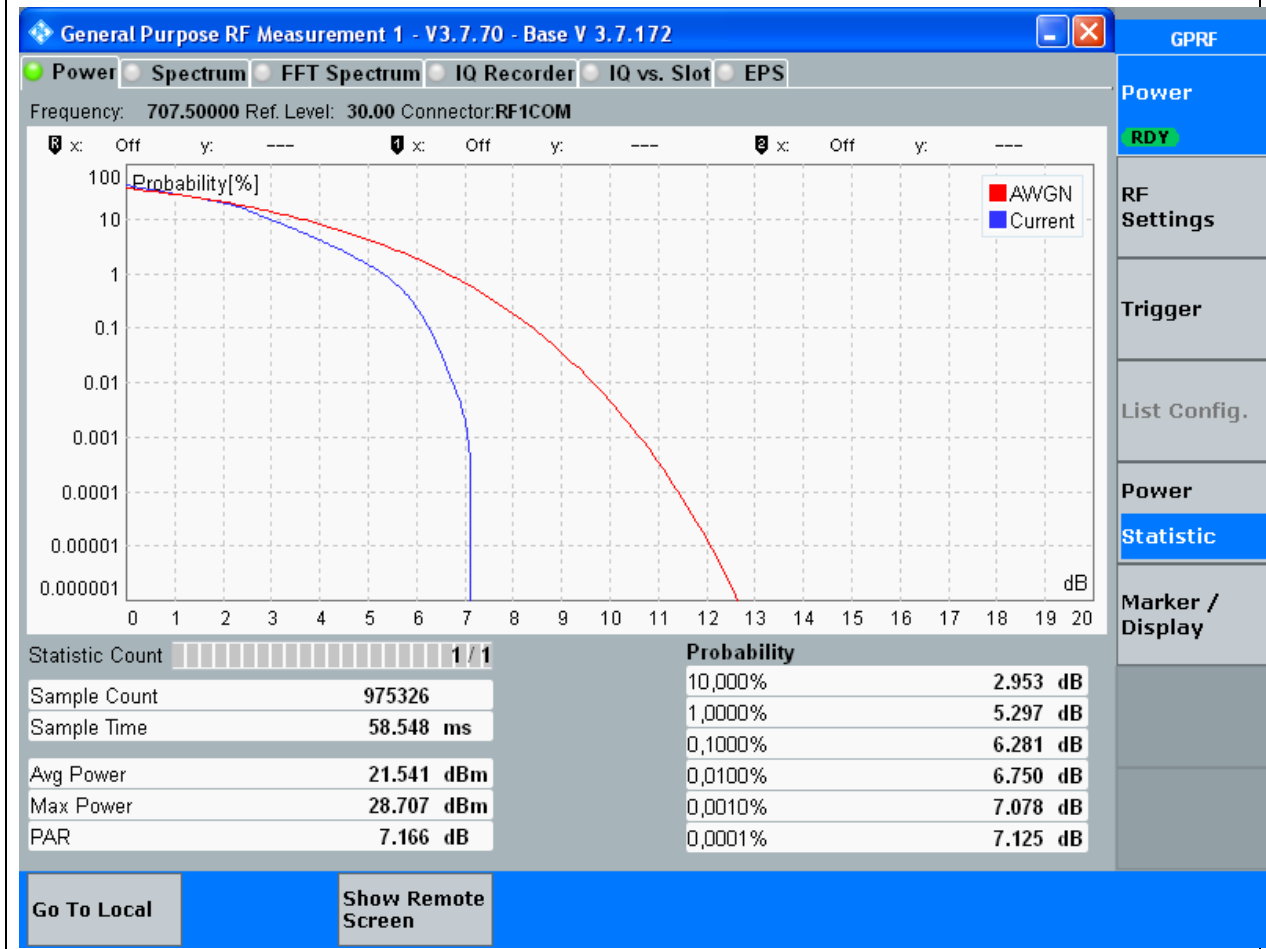 General Purpose RF Measurement 1 - V3.7.70 - Base V 3.7.172
GPRF
Power Spectrum FFT Spectrum IQ Recorder IQ vs. Slot EPS
Frequency: 707.50000 Ref. Level: 30.00 Connector:RF1COM
R x: Off y: --- 1 x: Off y: --- 2 x: Off y: ---
Probability[%]
AWGN
Current
100
10
1
0.1
0.01
0.001
0.0001
0.00001
0.000001
dB
0 1 2 3 4 5 6 7 8 9 10 11 12 13 14 15 16 17 18 19 20
Statistic Count 1 / 1
Sample Count 975326
Sample Time 58.548 ms
Avg Power 21.541 dBm
Max Power 28.707 dBm
PAR 7.166 dB
Probability
10,000% 2.953 dB
1,0000% 5.297 dB
0,1000% 6.281 dB
0,0100% 6.750 dB
0,0010% 7.078 dB
0,0001% 7.125 dB
Power
RDY
RF
Settings
Trigger
List Config.
Power
Statistic
Marker /
Display
Go To Local
Show Remote
Screen